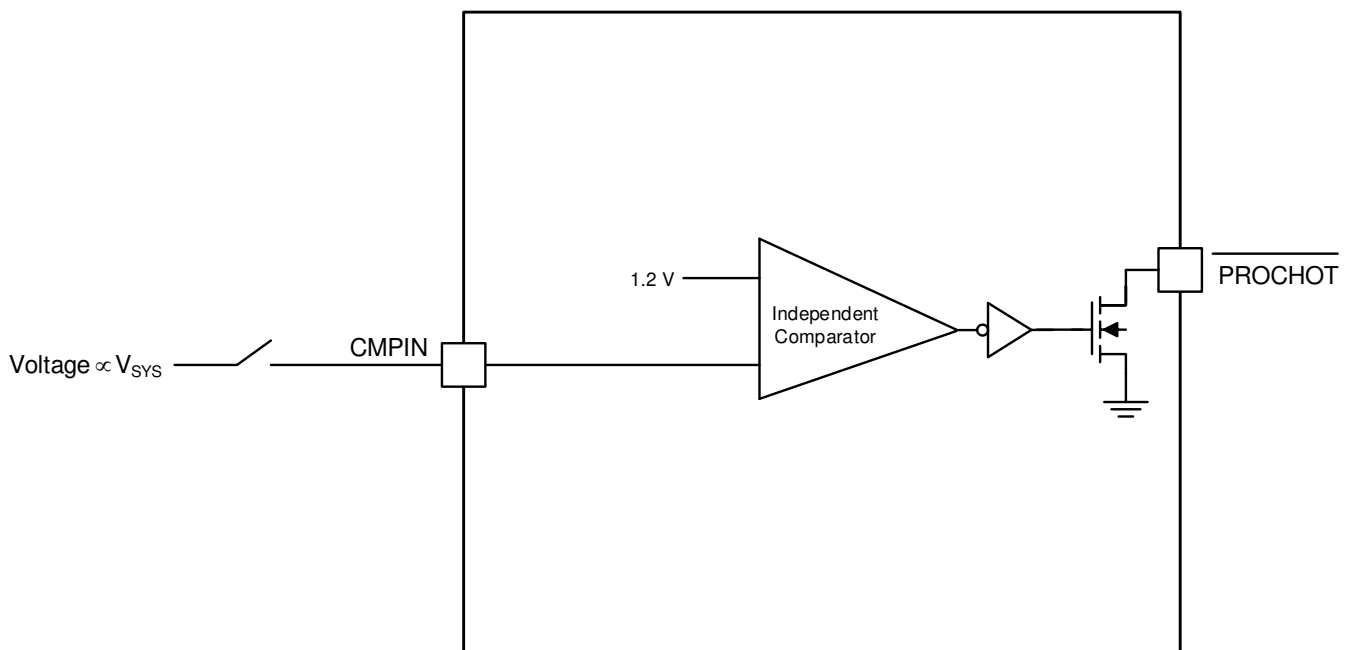 1.2 V
Independent
Comparator
PROCHOT
CMPIN
Voltage ∝ VSYS